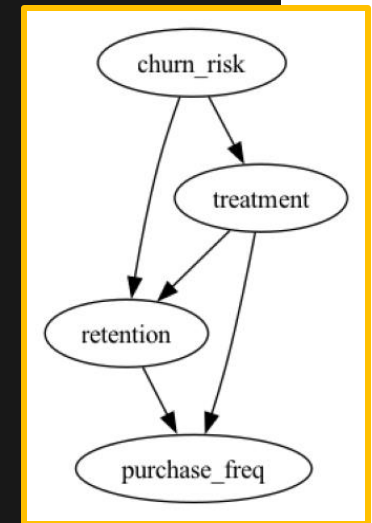 churn_risk
treatment
retention
purchase_freq